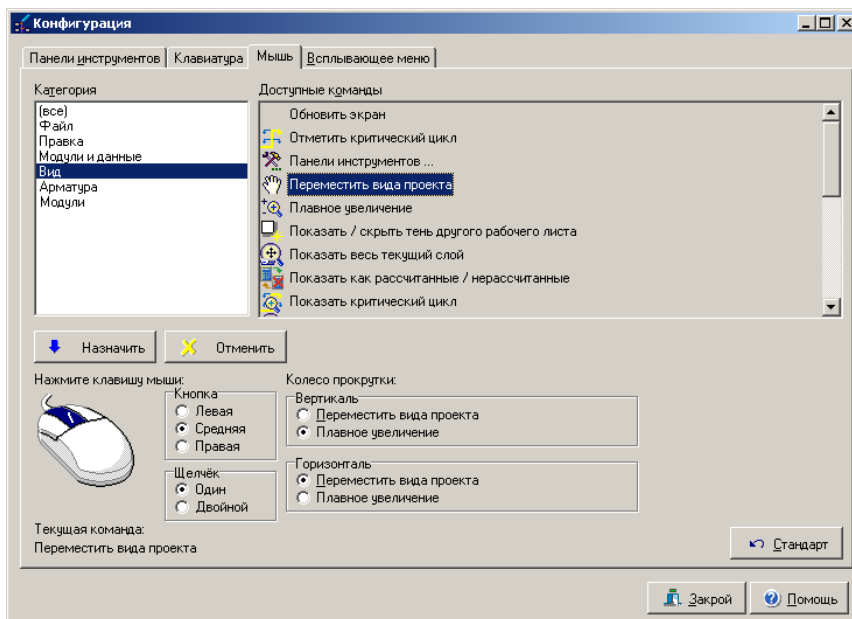 Конфигурация
Панели инструментов Клавиатура Мышь Всплывающее меню
Категория
(все)
Файл
Правка
Модули и данные
Вид
Арматура
Модули
Доступные команды
Обновить экран
Отметить критический цикл
Панели инструментов ...
Переместить вида проекта
Плавное увеличение
Показать / скрыть тень другого рабочего листа
Показать весь текущий слой
Показать как рассчитанные / нерассчитанные
Показать критический цикл
Назначить Отменить
Нажмите клавишу мыши:
Кнопка
Левая
Средняя
Правая
Щелчёк
Один
Двойной
Колесо прокрутки:
Вертикаль
Переместить вида проекта
Плавное увеличение
Горизонталь
Переместить вида проекта
Плавное увеличение
Текущая команда:
Переместить вида проекта
Стандарт
Закрой Помощь